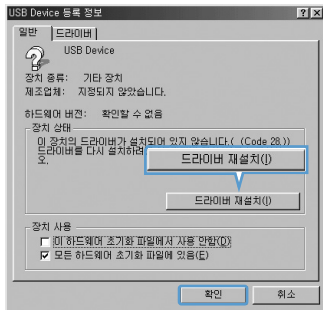 USB Device 등록 정보
일반
드라이버
USB Device
장치 종류: 기타 장치
제조업체: 지정되지 않았습니다.
하드웨어 버전: 확인할 수 없음
장치 상태
이 장치의 드라이버가 설치되어 있지 않습니다.( (Code 28.))
드라이버를 다시 설치하려
오.
드라이버 재설치(I)
드라이버 재설치(I)
장치 사용
이 하드웨어 초기화 파일에서 사용 안함(D)
모든 하드웨어 초기화 파일에 있음(E)
확인
취소